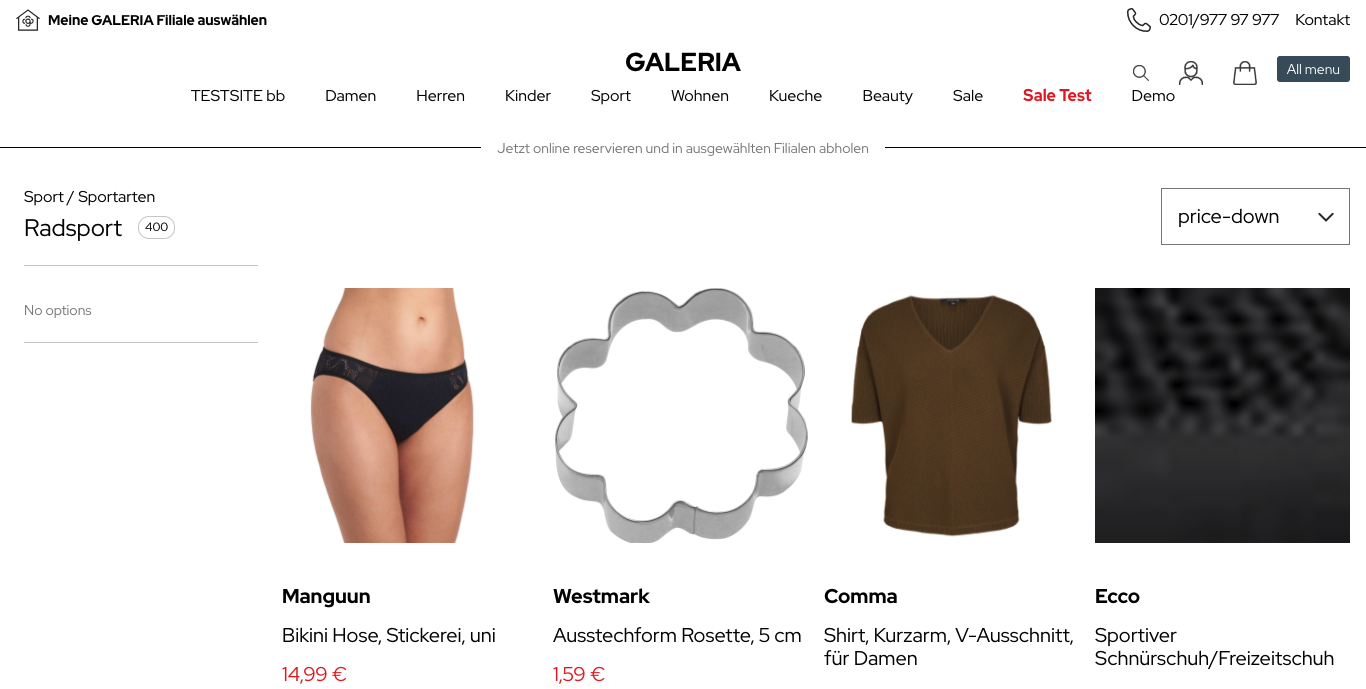 Meine GALERIA Filiale auswählen
0201/977 97 977 Kontakt
GALERIA
All menu
TESTSITE bb Damen Herren Kinder Sport Wohnen Kueche Beauty Sale Sale Test Demo
Jetzt online reservieren und in ausgewählten Filialen abholen
Sport / Sportarten
Radsport 400
price-down
No options
Manguun
Bikini Hose, Stickerei, uni
14,99 €
Westmark
Ausstechform Rosette, 5 cm
1,59 €
Comma
Shirt, Kurzarm, V-Ausschnitt,
für Damen
Ecco
Sportiver
Schnürschuh/Freizeitschuh